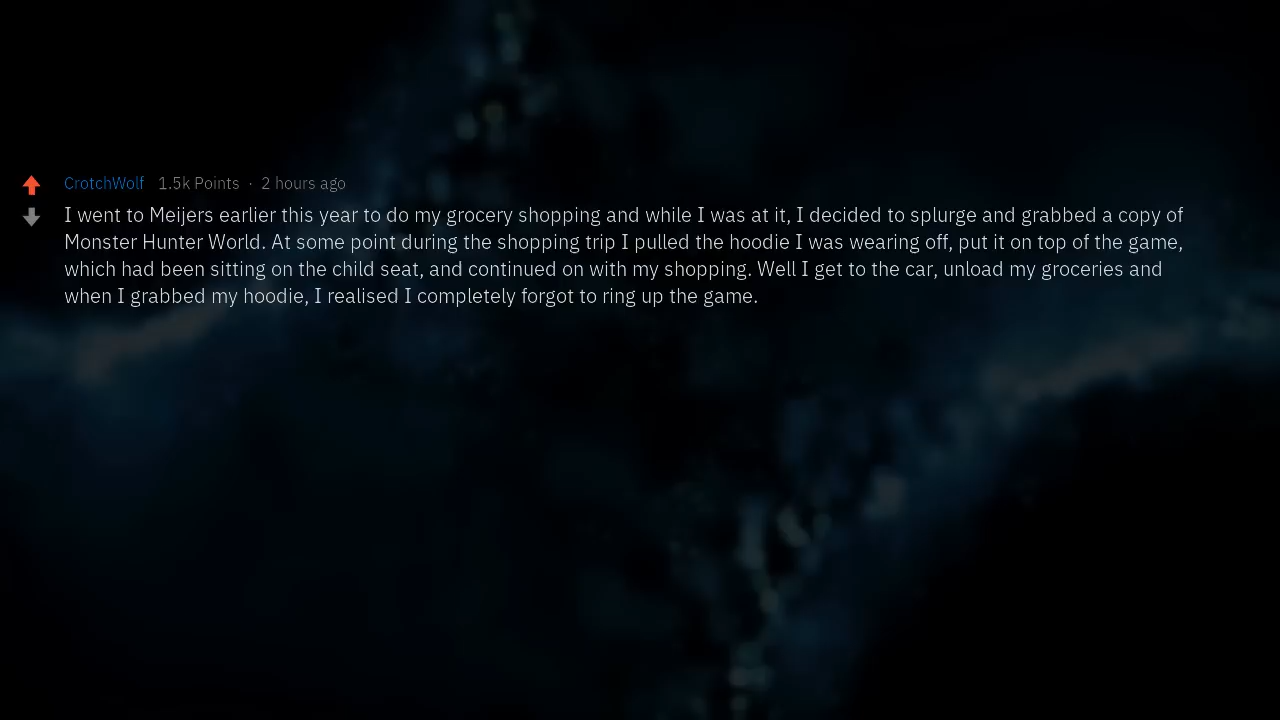 CrotchWolf 1.5k Points · 2 hours ago
I went to Meijers earlier this year to do my grocery shopping and while I was at it, I decided to splurge and grabbed a copy of
Monster Hunter World. At some point during the shopping trip I pulled the hoodie I was wearing off, put it on top of the game,
which had been sitting on the child seat, and continued on with my shopping. Well I get to the car, unload my groceries and
when I grabbed my hoodie, I realised I completely forgot to ring up the game.